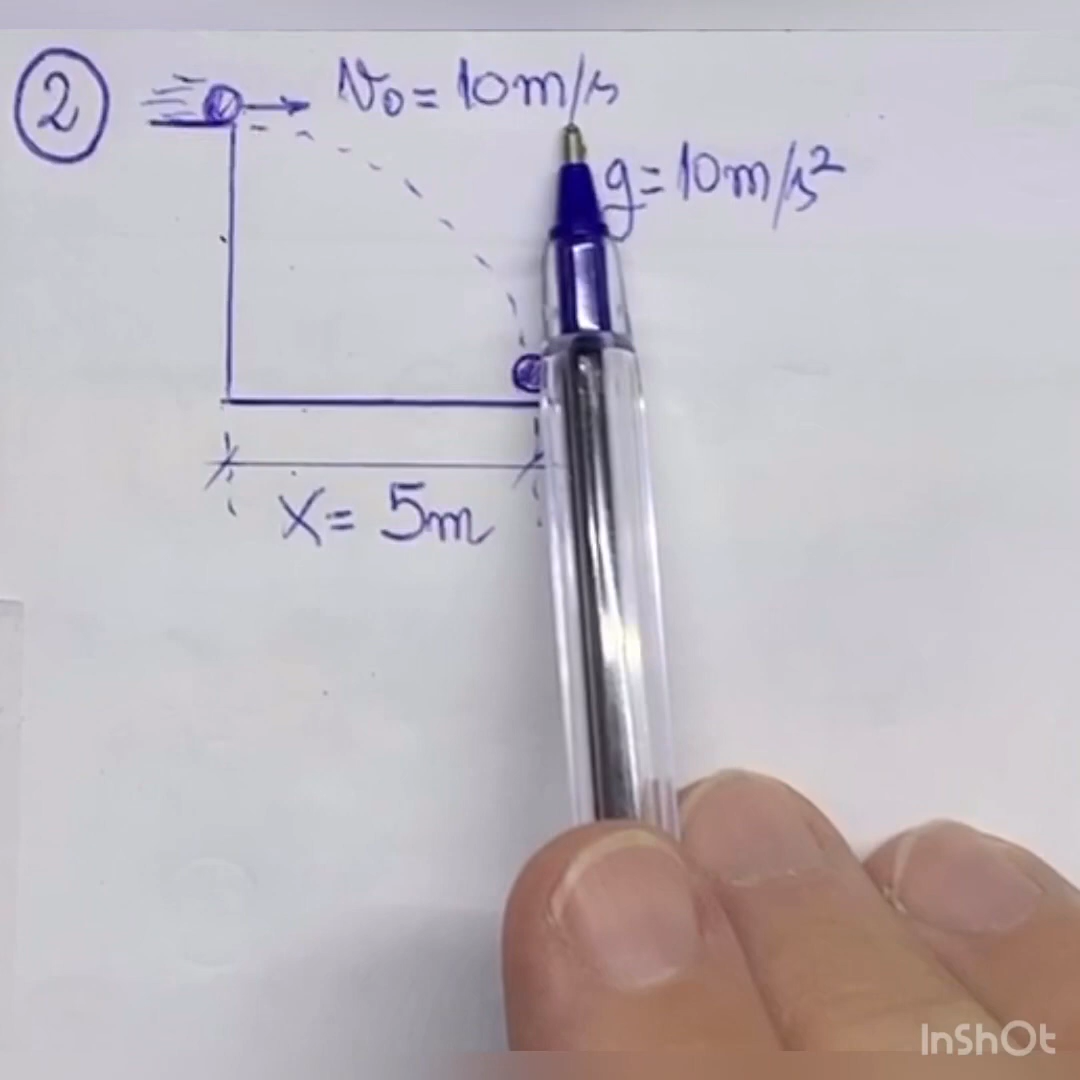 2
V₀ = 10m/s
g = 10m/s²
X = 5m
InShOt